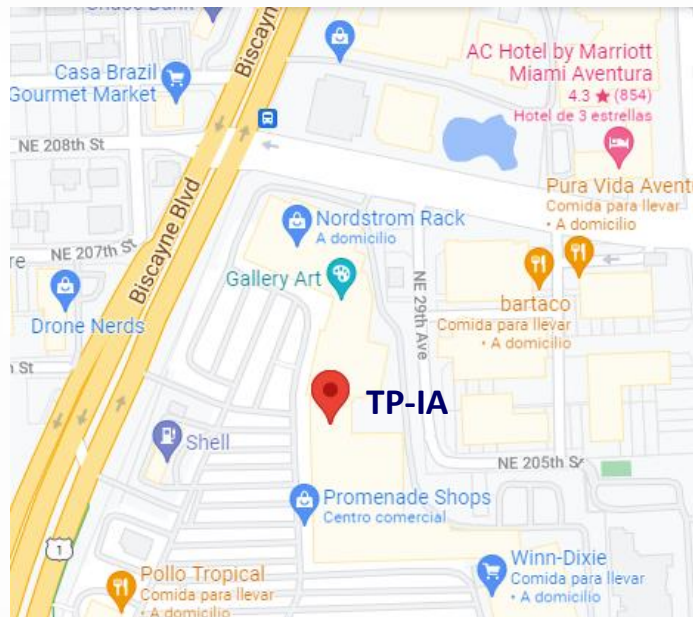 Biscayne
AC Hotel by Marriott
Miami Aventura
4.3 ★ (854)
Hotel de 3 estrellas
Casa Brazil
Gourmet Market
NE 208th St
Pura Vida Avent
Comida para llevar
• A domicilio
Biscayne Blvd
Nordstrom Rack
A domicilio
NE 207th St
Gallery Art
NE 29th Ave
bartaco
Comida para llevar
• A domicilio
Drone Nerds
TP-IA
Shell
NE 205th St
Promenade Shops
Centro comercial
1
Winn-Dixie
Comida para llevar
• A domicilio
Pollo Tropical
Comida para llevar
• A domicilio